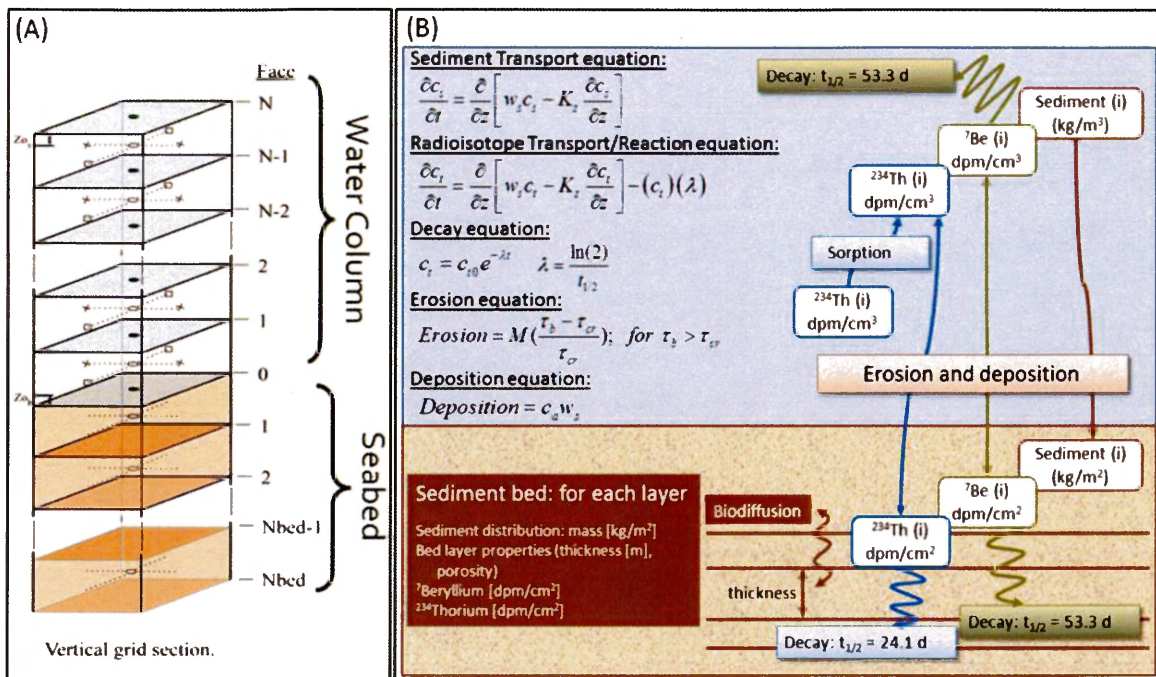 (A)
Face
N
N-1
N-2
2
1
0
1
2
Nbed-1
Nbed
Water Column
Seabed
Vertical grid section.
(B)
Sediment Transport equation:
∂c_s/∂t = ∂/∂z [ w_s c_s − K_z ∂c_s/∂z ]
Radioisotope Transport/Reaction equation:
∂c_t/∂t = ∂/∂z [ w_s c_t − K_z ∂c_t/∂z ] − (c_t)(λ)
Decay equation:
c_t = c_t0 e^−λt λ = ln(2)/t_1/2
Erosion equation:
Erosion = M((τ_b − τ_cr)/τ_cr); for τ_b > τ_cr
Deposition equation:
Deposition = c_a w_s
Decay: t1/2 = 53.3 d
Sediment (i)
(kg/m³)
⁷Be (i)
dpm/cm³
²³⁴Th (i)
dpm/cm³
Sorption
²³⁴Th (i)
dpm/cm³
Erosion and deposition
Sediment (i)
(kg/m²)
⁷Be (i)
dpm/cm²
²³⁴Th (i)
dpm/cm²
Sediment bed: for each layer
Sediment distribution: mass [kg/m²]
Bed layer properties (thickness [m],
porosity)
⁷Beryllium [dpm/cm²]
²³⁴Thorium [dpm/cm²]
Biodiffusion
thickness
Decay: t1/2 = 53.3 d
Decay: t1/2 = 24.1 d